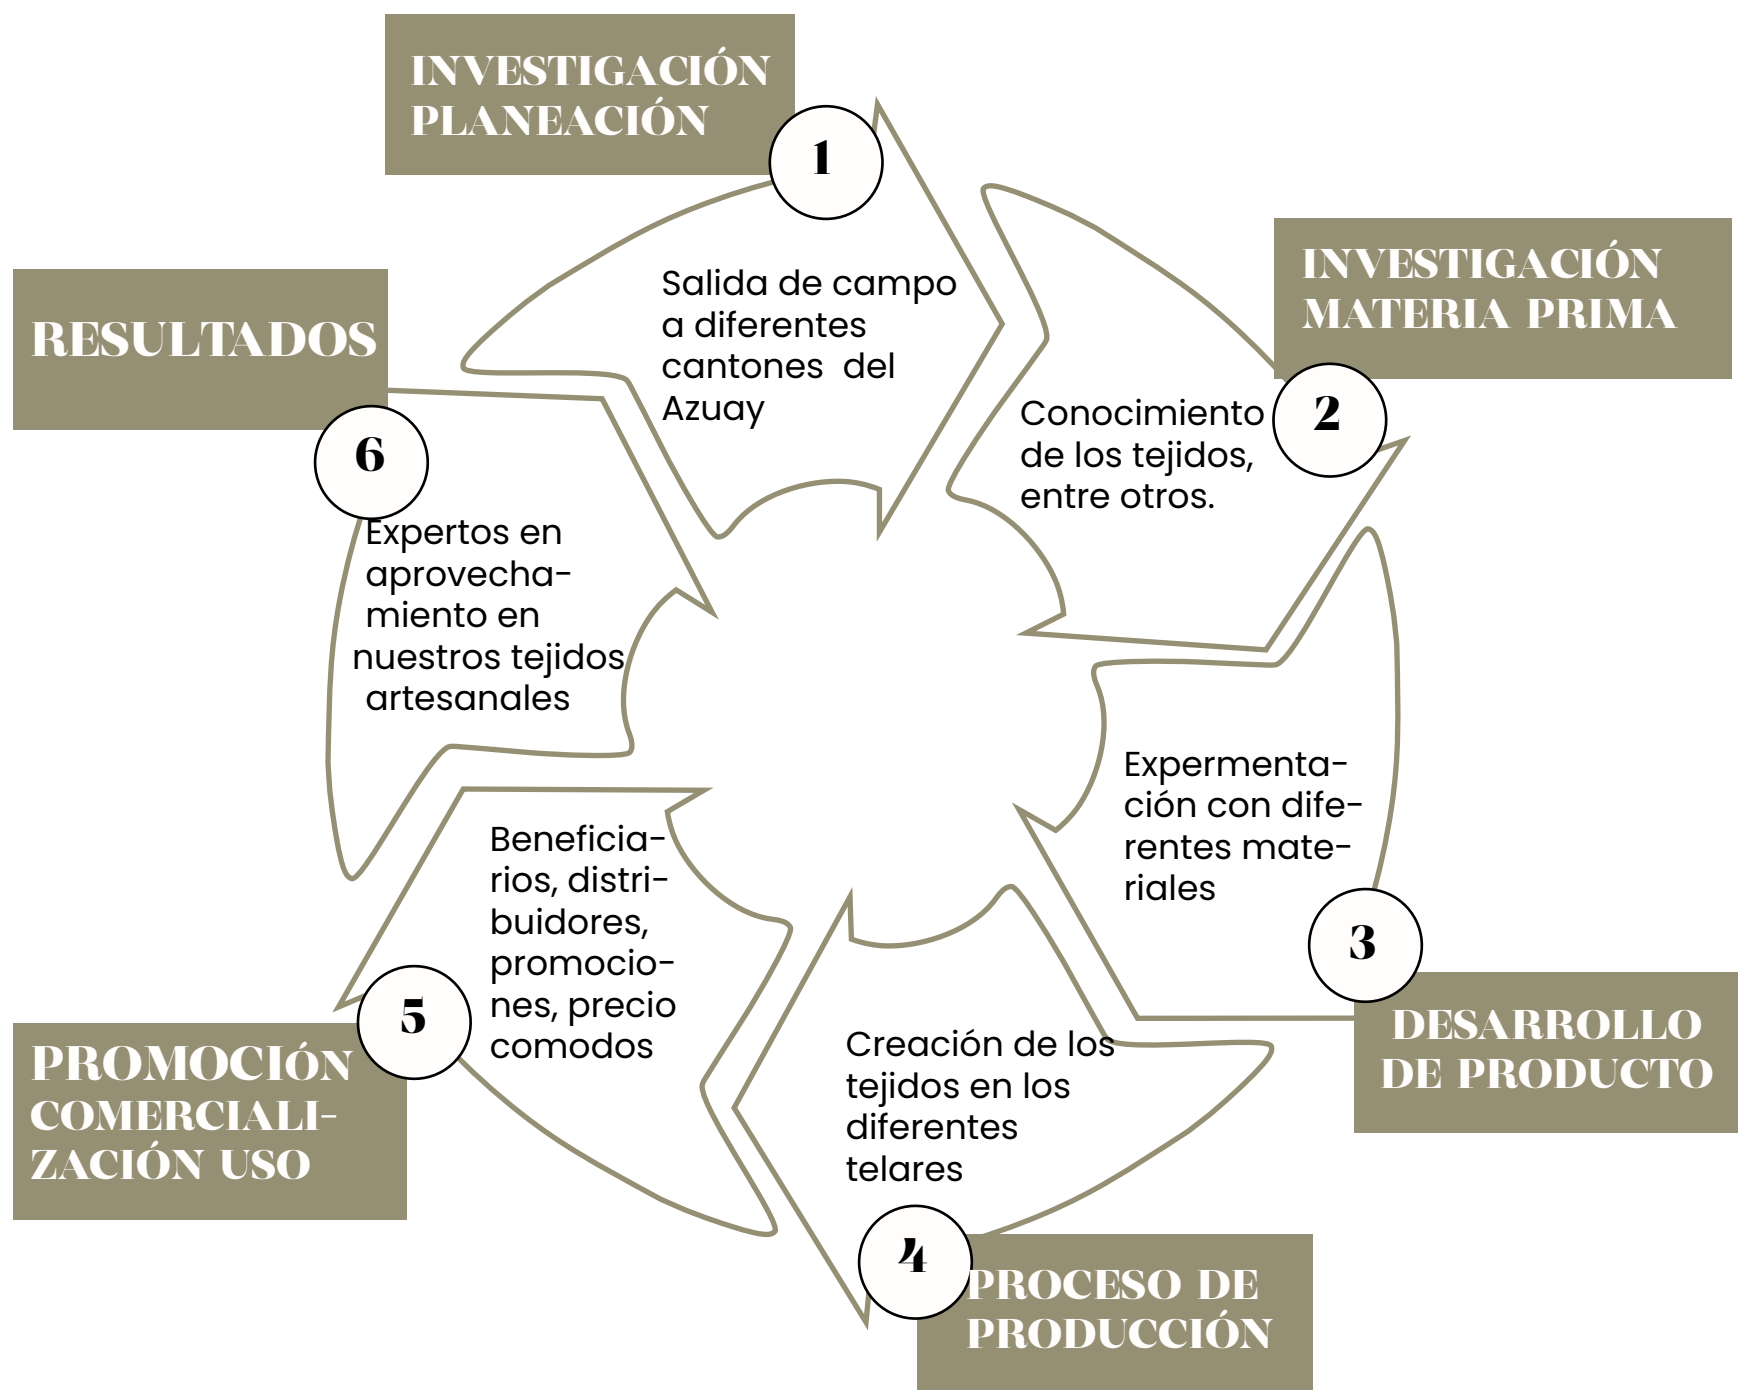 INVESTIGACIÓN
PLANEACIÓN
1
Salida de campo
a diferentes
cantones  del
Azuay
INVESTIGACIÓN
MATERIA PRIMA
2
Conocimiento
de los tejidos,
entre otros.
3
DESARROLLO
DE PRODUCTO
Expermenta-
ción con dife-
rentes mate-
riales
4
PROCESO DE
PRODUCCIÓN
Creación de los
tejidos en los
diferentes
telares
5
PROMOCIÓN
COMERCIALI-
ZACIÓN USO
Beneficia-
rios, distri-
buidores,
promocio-
nes, precio
comodos
RESULTADOS
6
Expertos en
aprovecha-
miento en
nuestros tejidos
artesanales